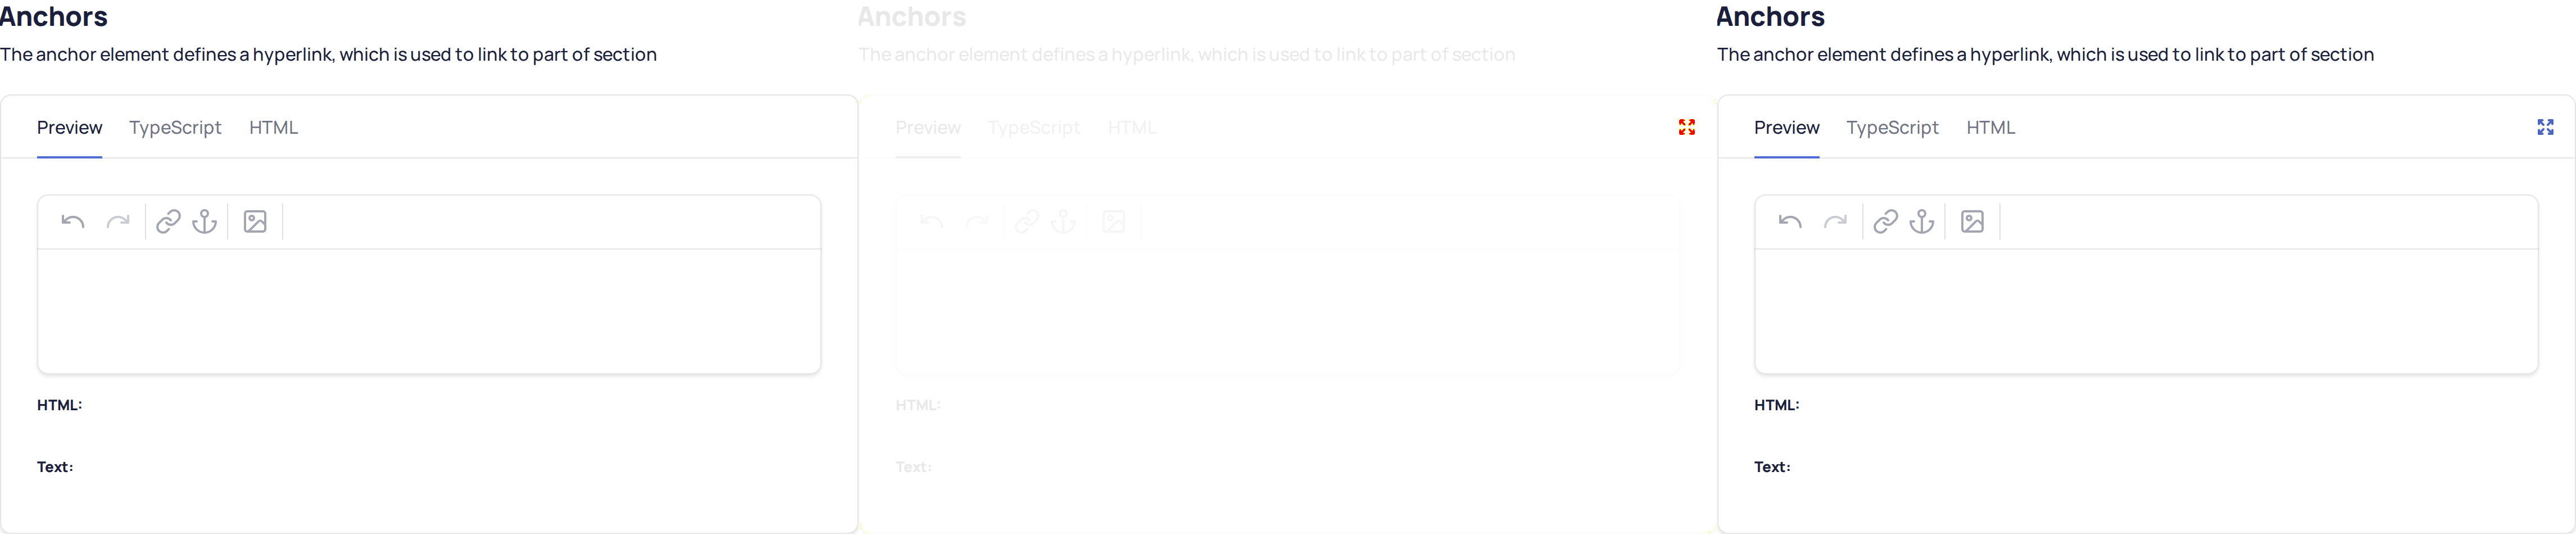 Anchors
The anchor element defines a hyperlink, which is used to link to part of section
Preview TypeScript HTML
HTML:
Text:
Anchors
The anchor element defines a hyperlink, which is used to link to part of section
Preview TypeScript HTML
HTML:
Text:
Anchors
The anchor element defines a hyperlink, which is used to link to part of section
Preview TypeScript HTML
HTML:
Text: